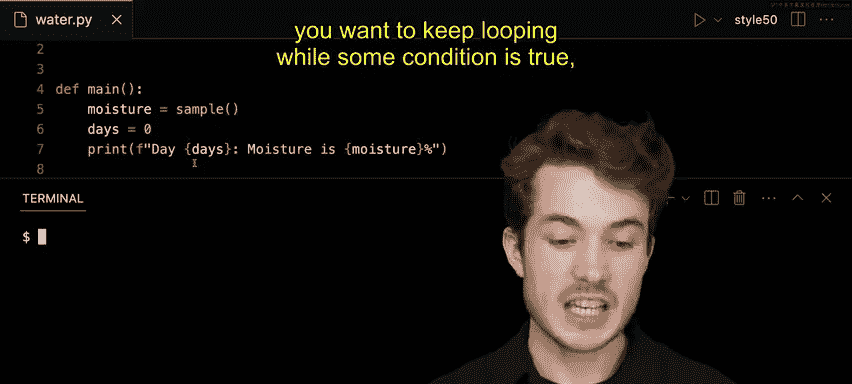 water.py
style50
you want to keep looping
while some condition is true,
2
3
4 def main():
5 moisture = sample()
6 days = 0
7 print(f"Day {days}: Moisture is {moisture}%")
8
TERMINAL
$